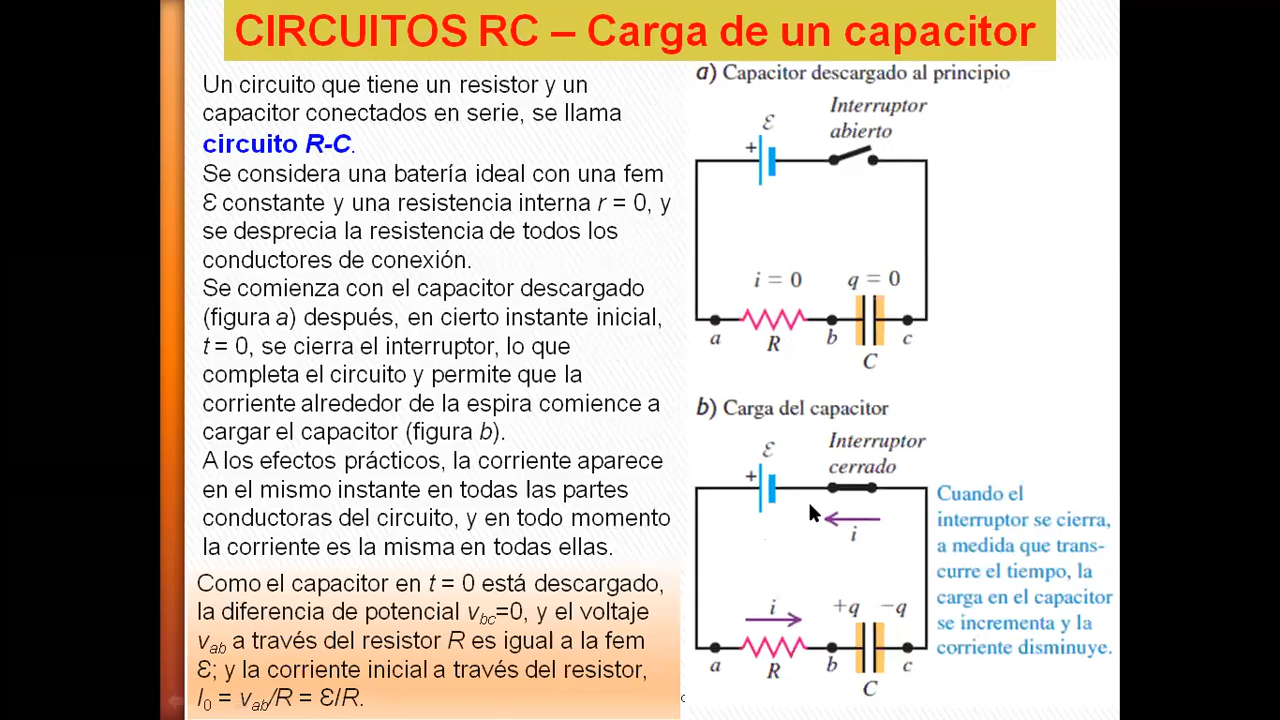 CIRCUITOS RC – Carga de un capacitor
Un circuito que tiene un resistor y un
capacitor conectados en serie, se llama
circuito R-C.
Se considera una batería ideal con una fem
Ɛ constante y una resistencia interna r = 0, y
se desprecia la resistencia de todos los
conductores de conexión.
Se comienza con el capacitor descargado
(figura a) después, en cierto instante inicial,
t = 0, se cierra el interruptor, lo que
completa el circuito y permite que la
corriente alrededor de la espira comience a
cargar el capacitor (figura b).
A los efectos prácticos, la corriente aparece
en el mismo instante en todas las partes
conductoras del circuito, y en todo momento
la corriente es la misma en todas ellas.
Como el capacitor en t = 0 está descargado,
la diferencia de potencial vbc=0, y el voltaje
vab a través del resistor R es igual a la fem
Ɛ; y la corriente inicial a través del resistor,
I0 = vab/R = Ɛ/R.
a) Capacitor descargado al principio
Interruptor
abierto
Ɛ
+
i = 0
q = 0
a
R
b
C
c
b) Carga del capacitor
Interruptor
cerrado
Ɛ
+
i
i
+q
−q
a
R
b
C
c
Cuando el
interruptor se cierra,
a medida que trans-
curre el tiempo, la
carga en el capacitor
se incrementa y la
corriente disminuye.